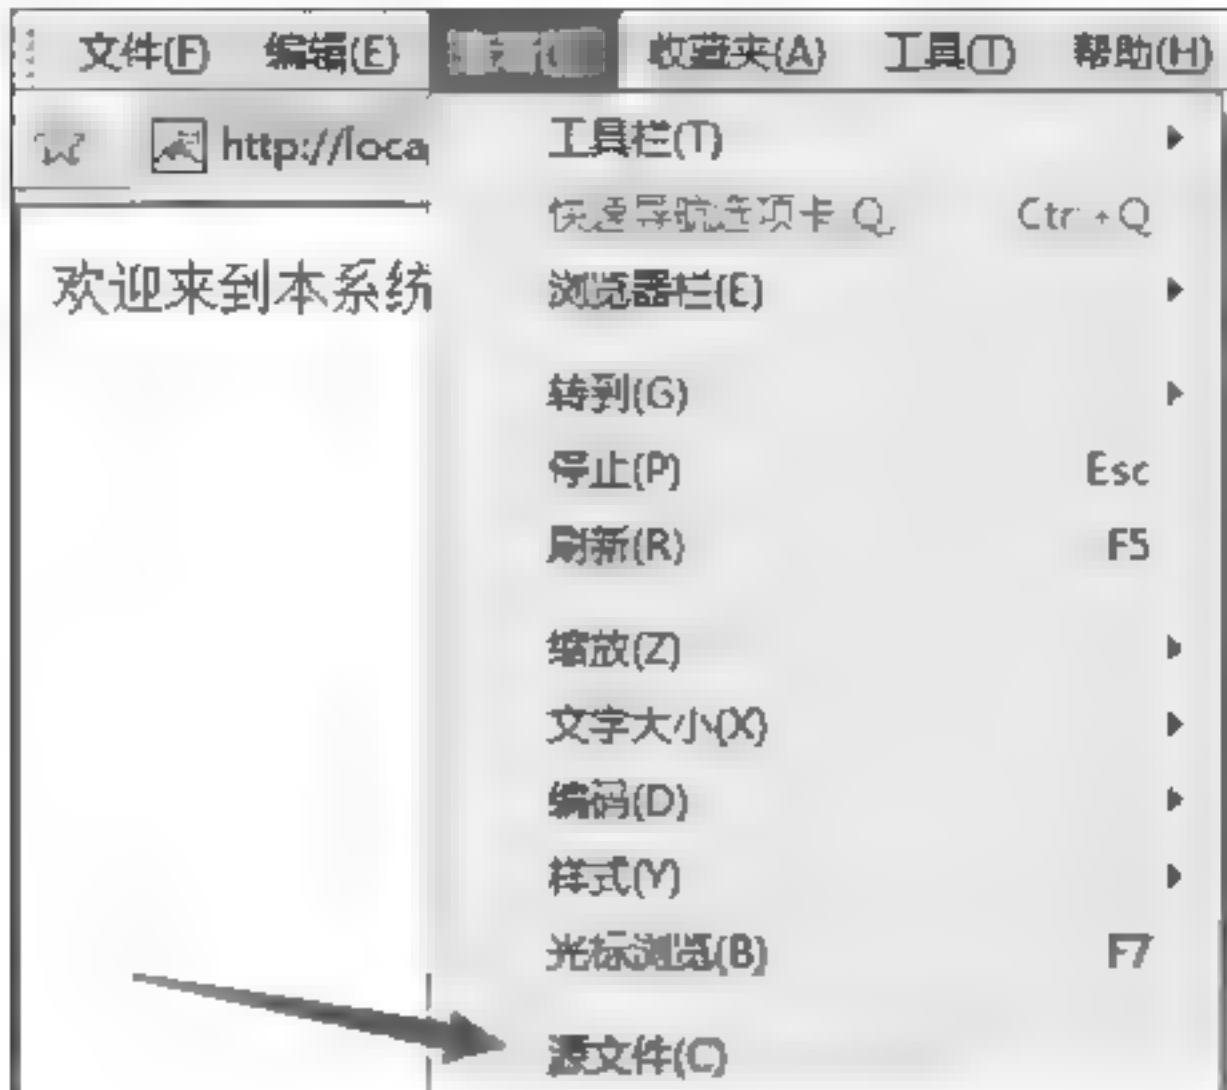 文件(F) 编辑(E) 收藏夹(A) 工具(T) 帮助(H)
http://loca
工具栏(T)
快速导航选项卡 Q, Ctrl+Q
欢迎来到本系统
浏览器栏(E)
转到(G)
停止(P) Esc
刷新(R) F5
缩放(Z)
文字大小(X)
编码(D)
样式(Y)
光标浏览(B) F7
源文件(C)